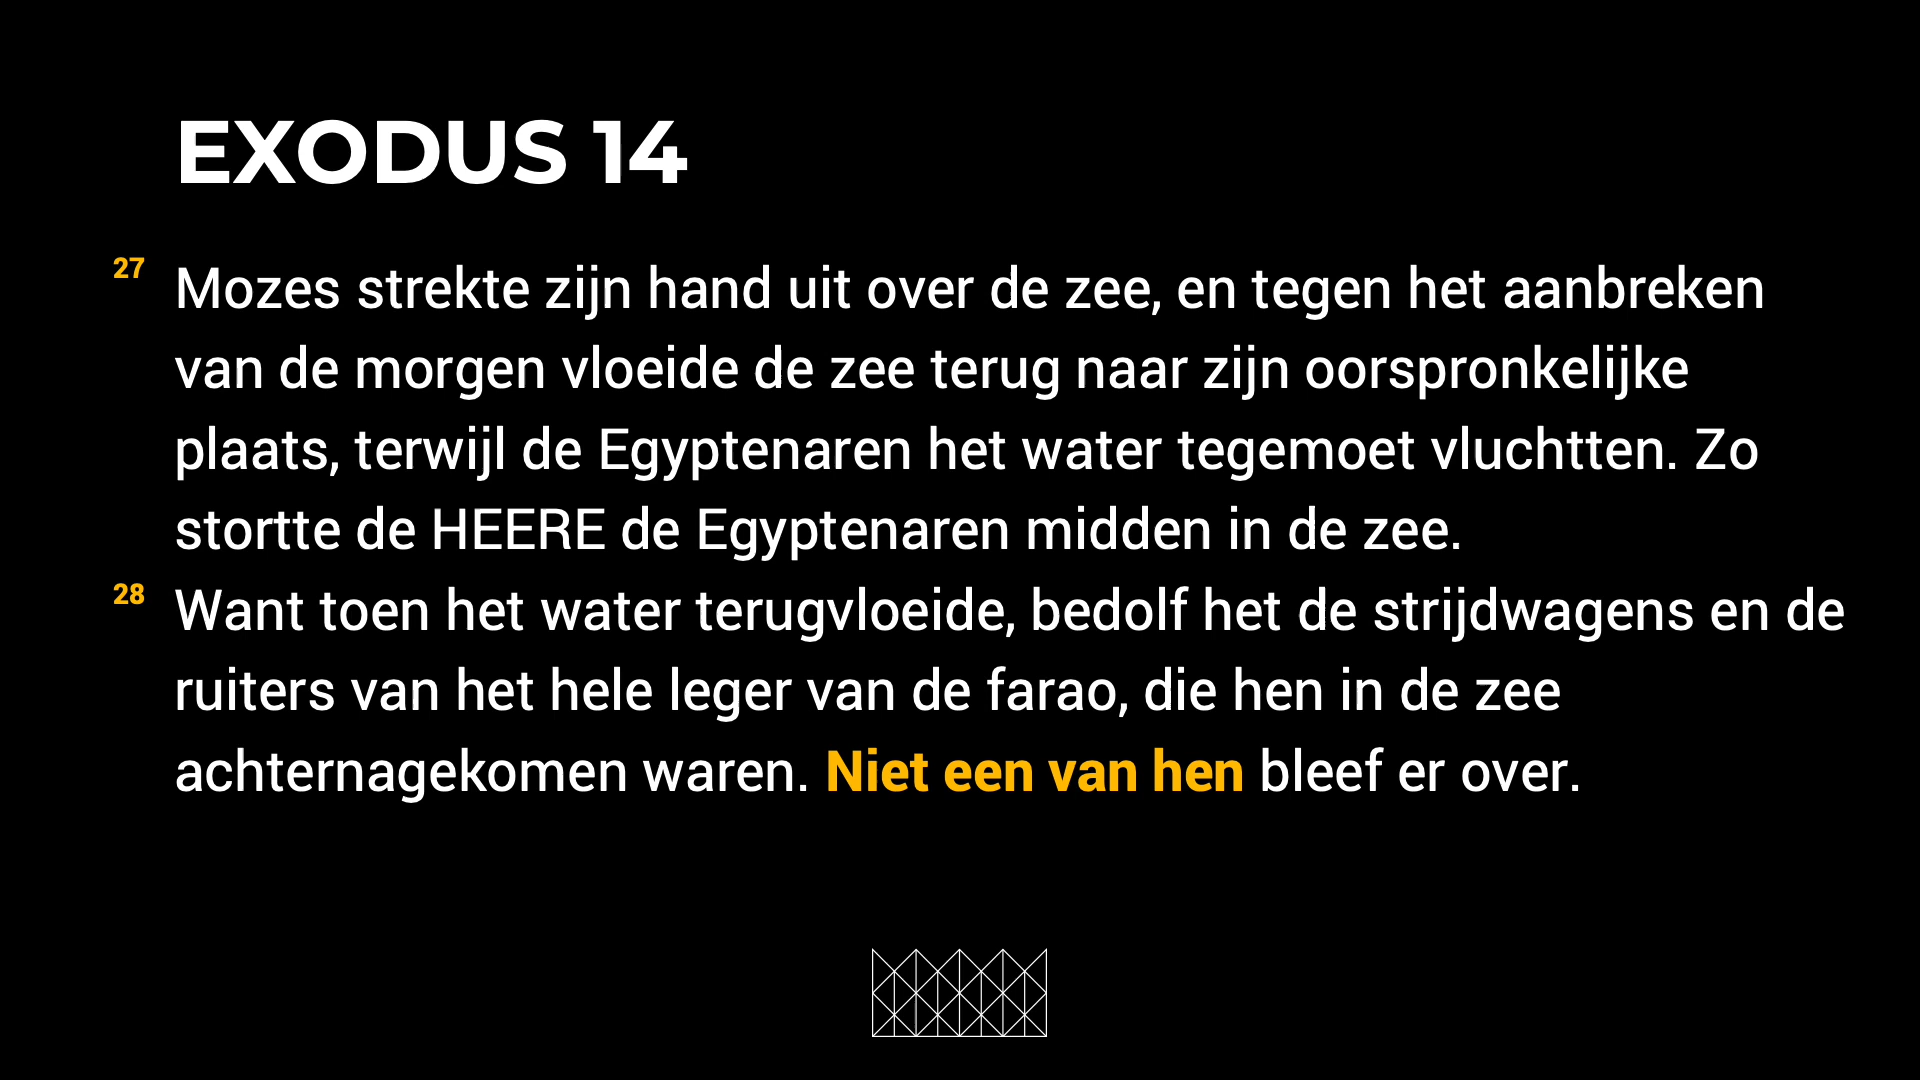 EXODUS 14
27 Mozes strekte zijn hand uit over de zee, en tegen het aanbreken
van de morgen vloeide de zee terug naar zijn oorspronkelijke
plaats, terwijl de Egyptenaren het water tegemoet vluchtten. Zo
stortte de HEERE de Egyptenaren midden in de zee.
28 Want toen het water terugvloeide, bedolf het de strijdwagens en de
ruiters van het hele leger van de farao, die hen in de zee
achternagekomen waren. Niet een van hen bleef er over.